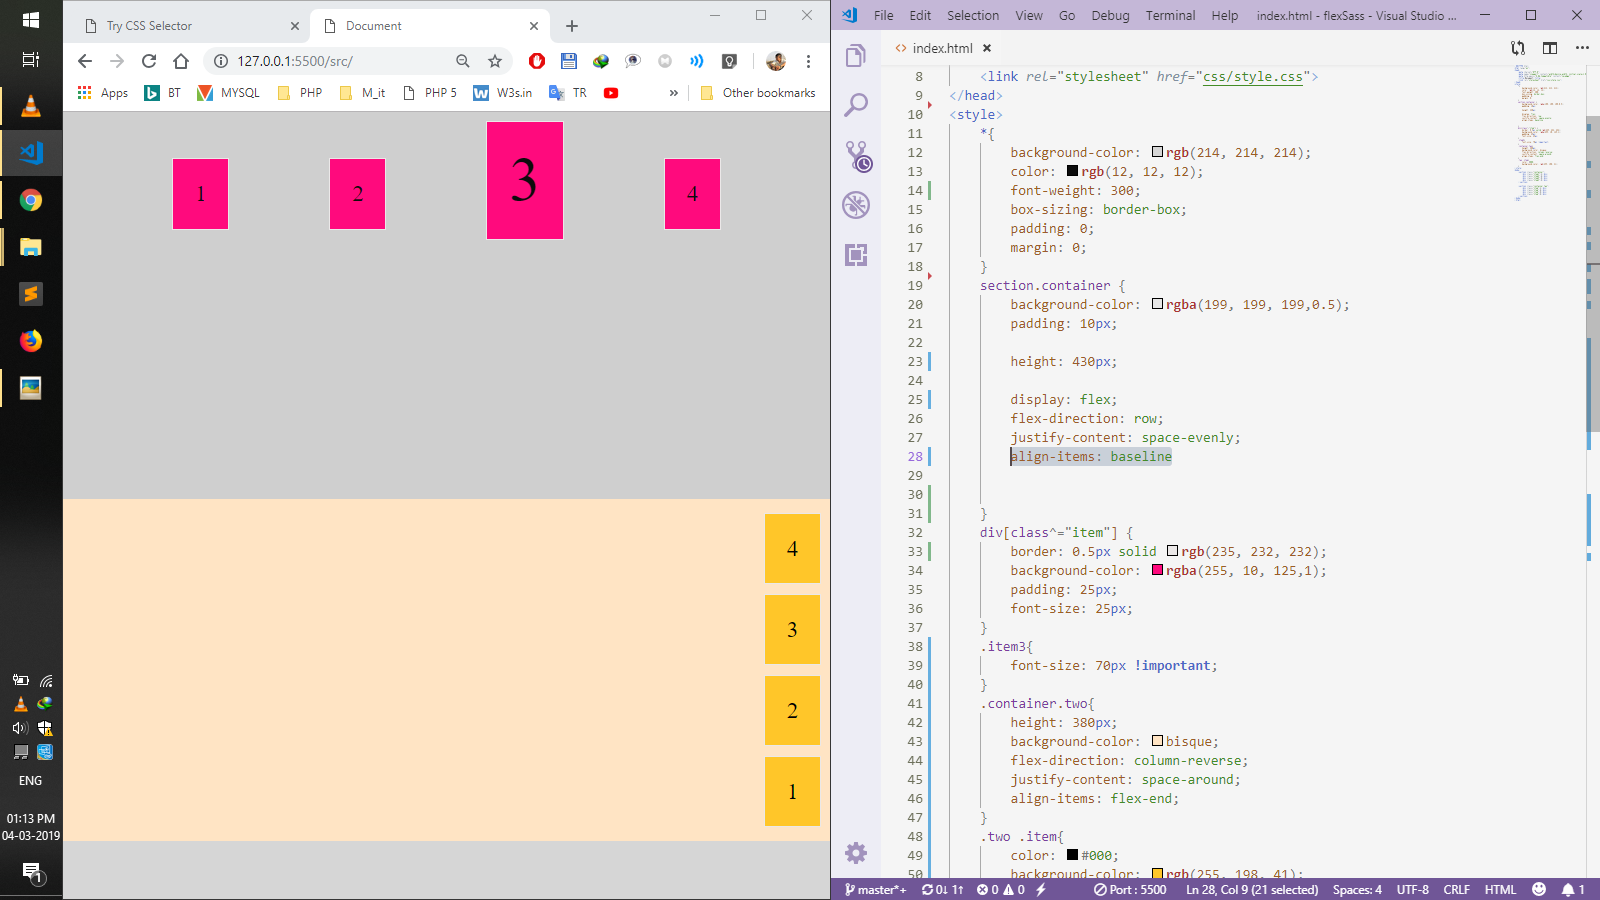 Try CSS Selector
Document
127.0.0.1:5500/src/
Apps
BT
MYSQL
PHP
M_it
PHP 5
W3s.in
TR
»
Other bookmarks
1
2
3
4
4
3
2
1
ENG
01:13 PM
04-03-2019
1
File Edit Selection View Go Debug Terminal Help index.html - flexSass - Visual Studio ...
index.html
8 <link rel="stylesheet" href="css/style.css">
9 </head>
10 <style>
11 *{
12 background-color: rgb(214, 214, 214);
13 color: rgb(12, 12, 12);
14 font-weight: 300;
15 box-sizing: border-box;
16 padding: 0;
17 margin: 0;
18 }
19 section.container {
20 background-color: rgba(199, 199, 199,0.5);
21 padding: 10px;
22
23 height: 430px;
24
25 display: flex;
26 flex-direction: row;
27 justify-content: space-evenly;
28 align-items: baseline
29
30
31 }
32 div[class^="item"] {
33 border: 0.5px solid rgb(235, 232, 232);
34 background-color: rgba(255, 10, 125,1);
35 padding: 25px;
36 font-size: 25px;
37 }
38 .item3{
39 font-size: 70px !important;
40 }
41 .container.two{
42 height: 380px;
43 background-color: bisque;
44 flex-direction: column-reverse;
45 justify-content: space-around;
46 align-items: flex-end;
47 }
48 .two .item{
49 color: #000;
50 background-color: rgb(255, 198, 41);
master*+ 0↓ 1↑ 0 0 Port : 5500 Ln 28, Col 9 (21 selected) Spaces: 4 UTF-8 CRLF HTML 1